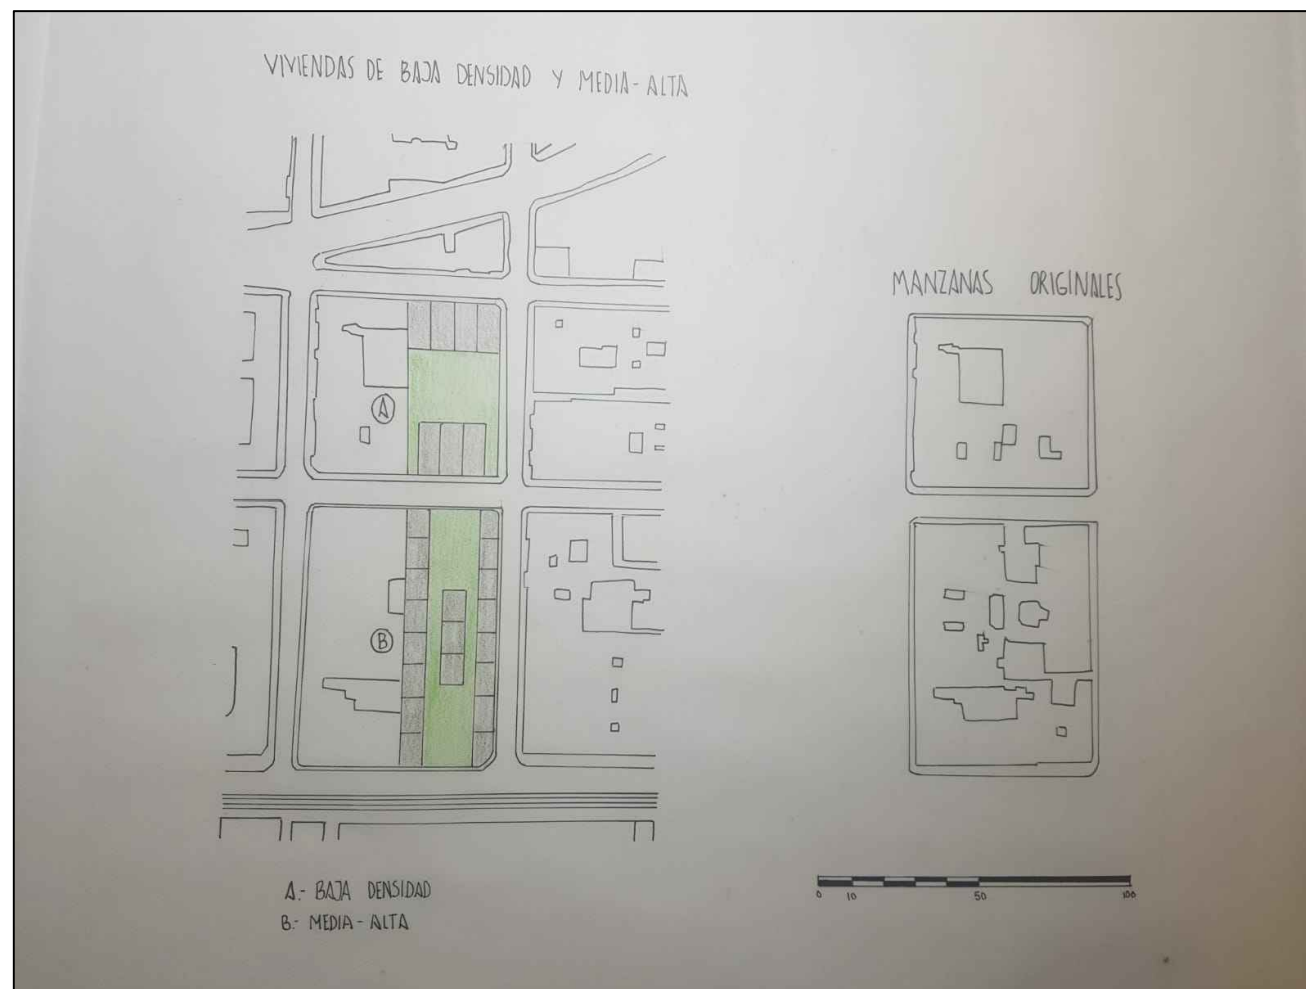 VIVIENDAS DE BAJA DENSIDAD Y MEDIA-ALTA
MANZANAS ORIGINALES
A
B
A.- BAJA DENSIDAD
B.- MEDIA-ALTA
0 10 50 100